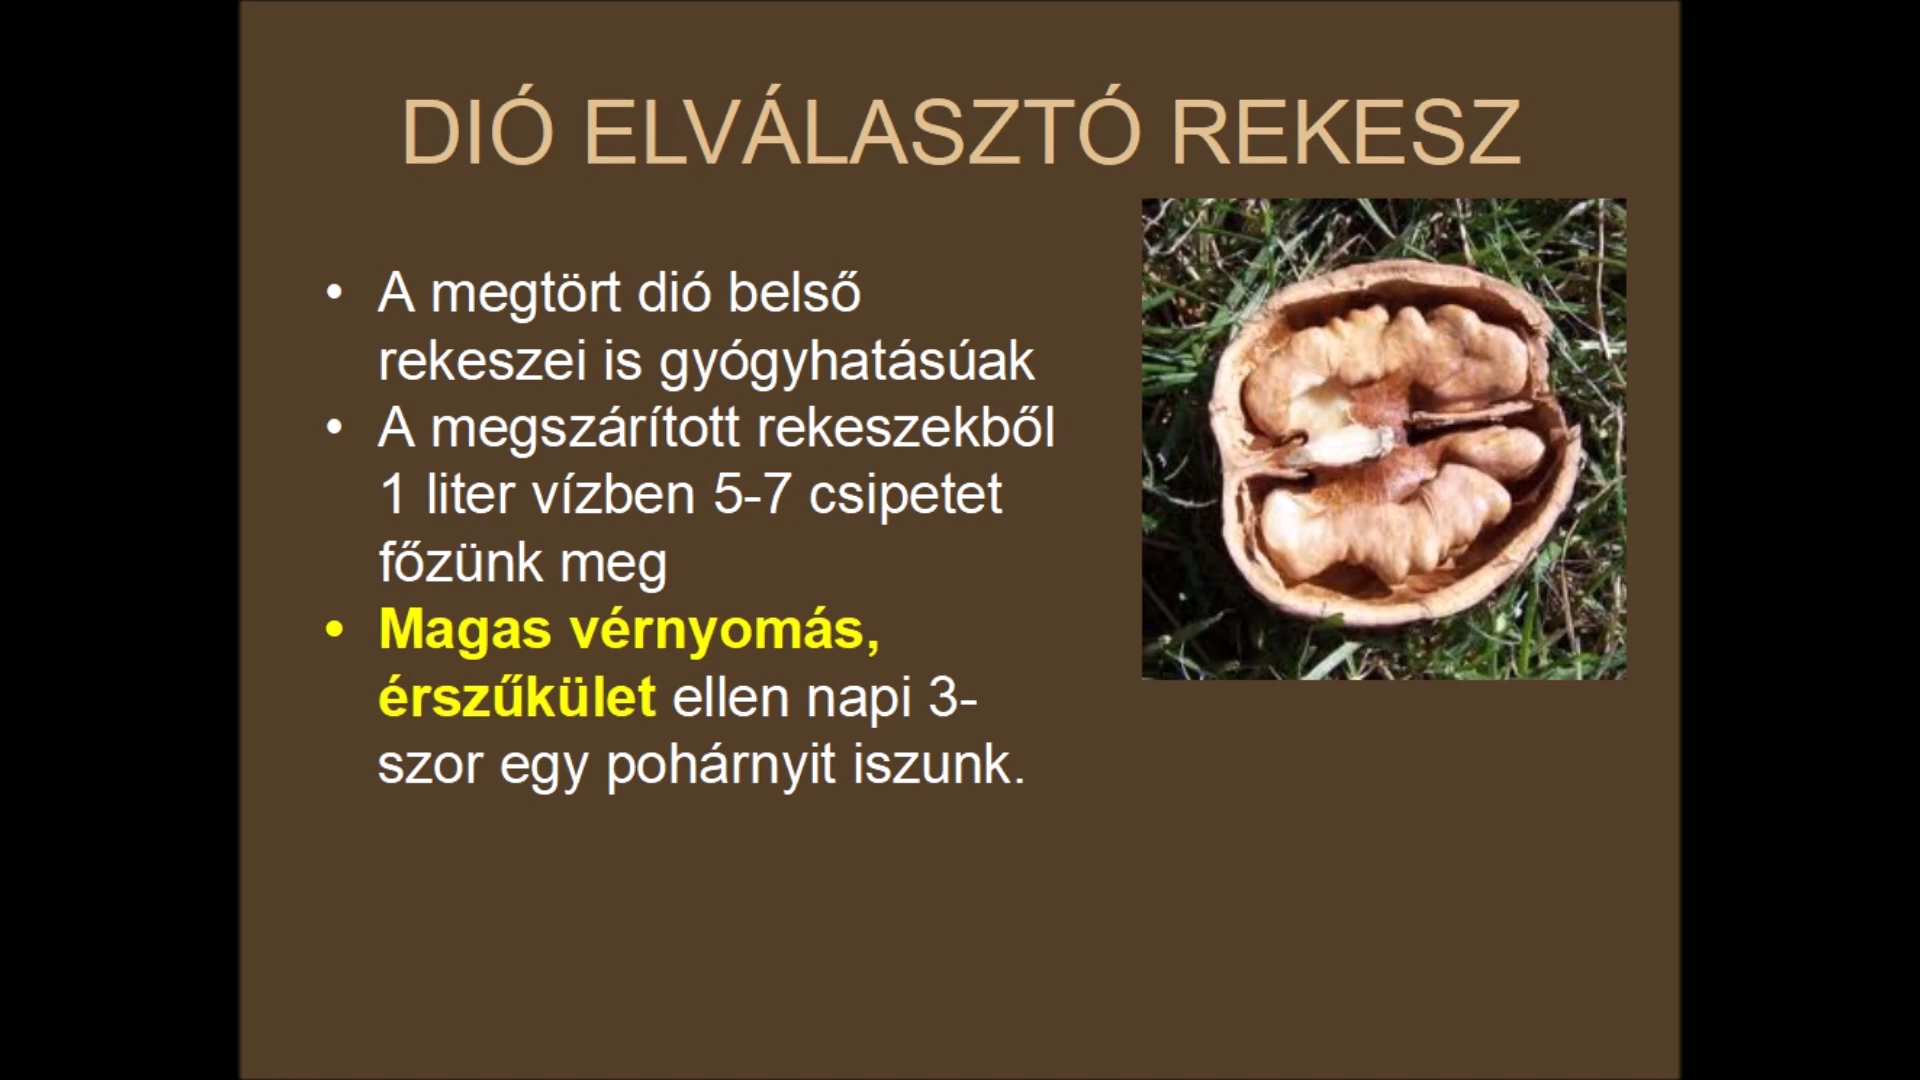 DIÓ ELVÁLASZTÓ REKESZ
• A megtört dió belső
rekeszei is gyógyhatásúak
• A megszárított rekeszekből
1 liter vízben 5-7 csipetet
főzünk meg
• Magas vérnyomás,
érszűkület ellen napi 3-
szor egy pohárnyit iszunk.